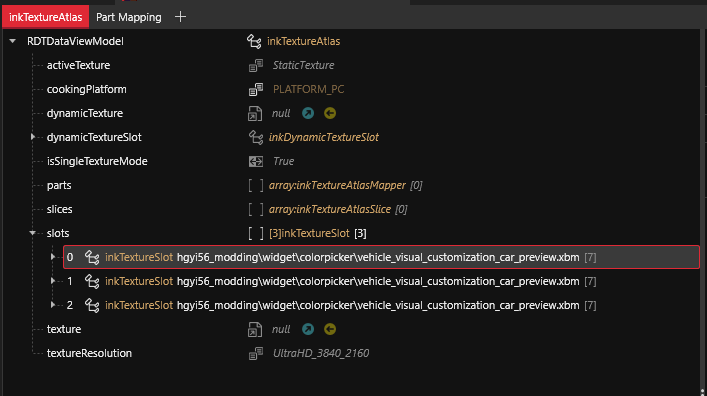 inkTextureAtlas Part Mapping +
RDTDataViewModel inkTextureAtlas
activeTexture StaticTexture
cookingPlatform PLATFORM_PC
dynamicTexture null
dynamicTextureSlot inkDynamicTextureSlot
isSingleTextureMode True
parts [ ] array:inkTextureAtlasMapper [0]
slices [ ] array:inkTextureAtlasSlice [0]
slots [ ] [3]inkTextureSlot [3]
0 inkTextureSlot hgyi56_modding\widget\colorpicker\vehicle_visual_customization_car_preview.xbm [7]
1 inkTextureSlot hgyi56_modding\widget\colorpicker\vehicle_visual_customization_car_preview.xbm [7]
2 inkTextureSlot hgyi56_modding\widget\colorpicker\vehicle_visual_customization_car_preview.xbm [7]
texture null
textureResolution UltraHD_3840_2160